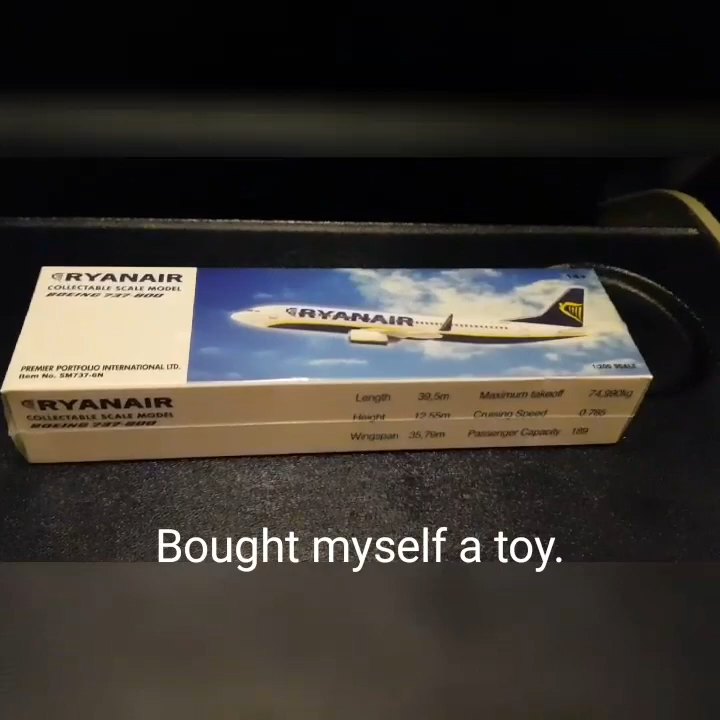 RYANAIR
COLLECTABLE SCALE MODEL
BOEING 737-800
PREMIER PORTFOLIO INTERNATIONAL LTD.
Item No. SM737-6N
14+
RYANAIR
1:200 SCALE
RYANAIR
COLLECTABLE SCALE MODEL
BOEING 737-800
Length 39,5m Maximum takeoff 74,990kg
Height 12.55m Cruising Speed 0.785
Wingspan 35,79m Passenger Capacity 189
Bought myself a toy.